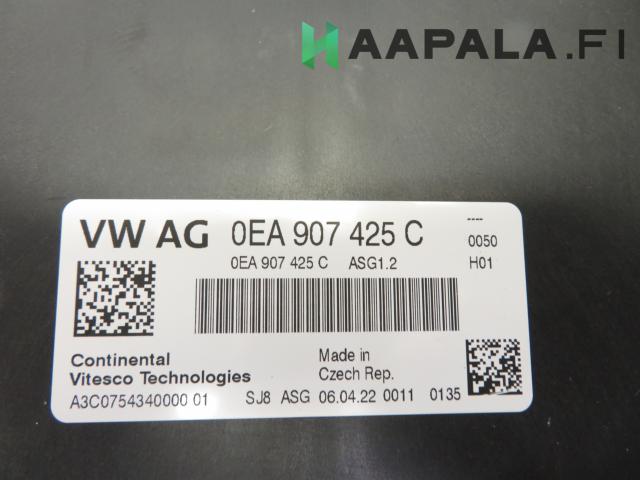 HAAPALA.FI
VW AG 0EA 907 425 C
----
0050
0EA 907 425 C ASG1.2 H01
Continental
Vitesco Technologies
Made in
Czech Rep.
A3C0754340000 01 SJ8 ASG 06.04.22 0011 0135